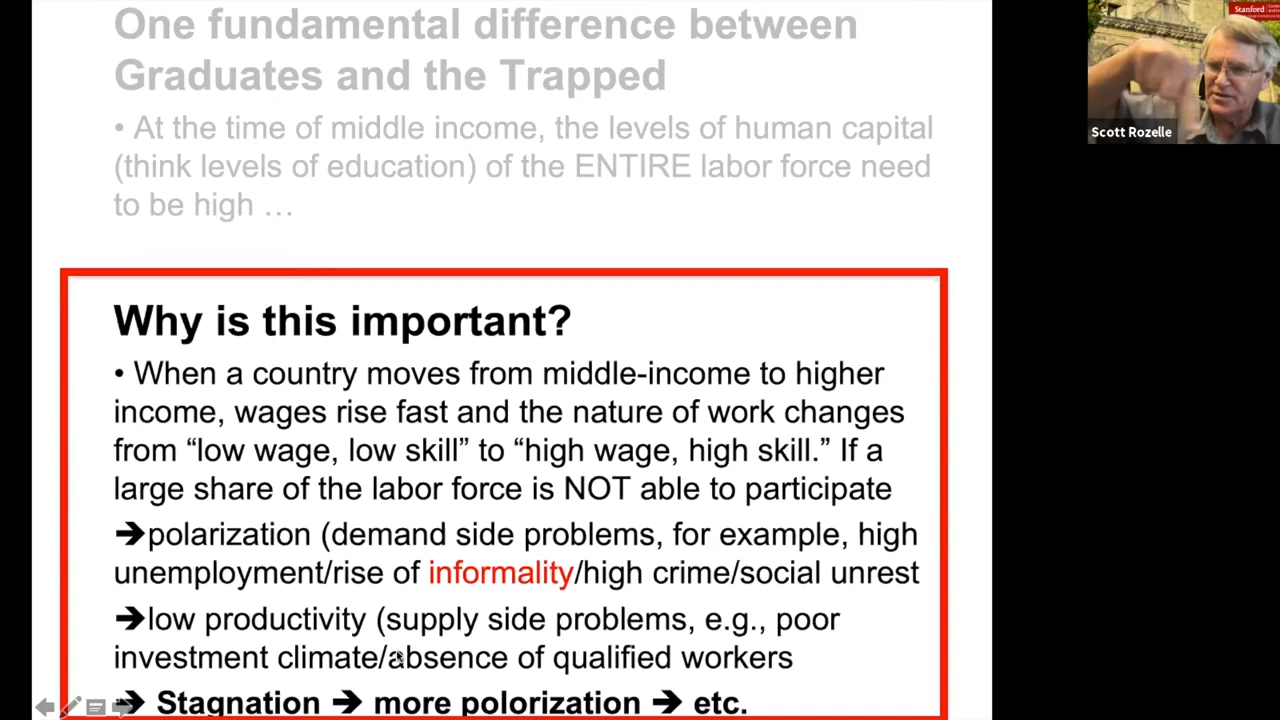 One fundamental difference between
Graduates and the Trapped
• At the time of middle income, the levels of human capital
(think levels of education) of the ENTIRE labor force need
to be high …
Why is this important?
• When a country moves from middle-income to higher
income, wages rise fast and the nature of work changes
from “low wage, low skill” to “high wage, high skill.” If a
large share of the labor force is NOT able to participate
➔polarization (demand side problems, for example, high
unemployment/rise of informality/high crime/social unrest
➔low productivity (supply side problems, e.g., poor
investment climate/absence of qualified workers
➔ Stagnation ➔ more polorization ➔ etc.
Stanford
Scott Rozelle